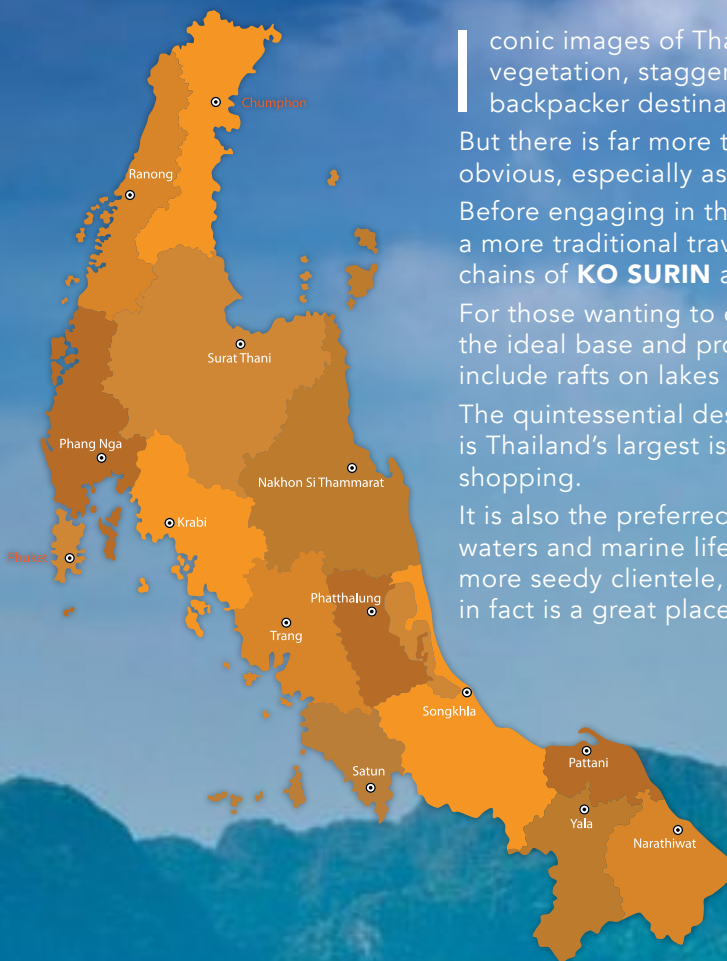 Chumphon
Ranong
Surat Thani
Phang Nga
Nakhon Si Thammarat
Krabi
Phuket
Phatthalung
Trang
Songkhla
Satun
Pattani
Yala
Narathiwat
Iconic images of Tha
vegetation, stagger
backpacker destina
But there is far more t
obvious, especially as
Before engaging in th
a more traditional trav
chains of KO SURIN a
For those wanting to e
the ideal base and pro
include rafts on lakes
The quintessential des
is Thailand's largest is
shopping.
It is also the preferred
waters and marine life
more seedy clientele,
in fact is a great place